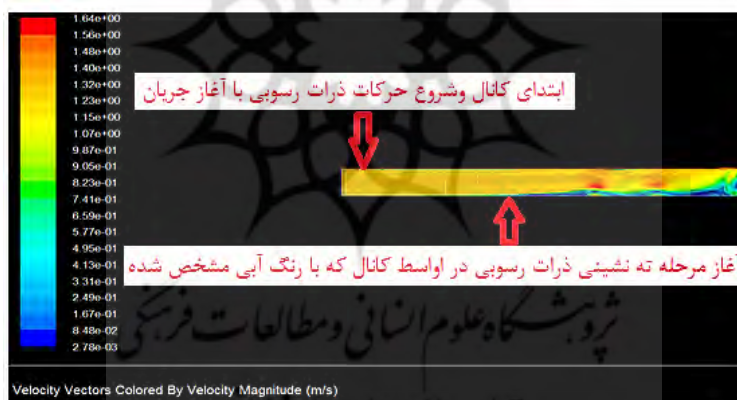 1.64e+00
1.56e+00
1.48e+00
1.40e+00
1.32e+00
1.23e+00
1.15e+00
1.07e+00
9.87e-01
9.05e-01
8.23e-01
7.41e-01
6.59e-01
5.77e-01
4.95e-01
4.13e-01
3.31e-01
2.49e-01
1.67e-01
8.48e-02
2.78e-03
ابتدای کانال وشروع حرکات ذرات رسوبی با آغاز جریان
آغاز مرحله ته نشینی ذرات رسوبی در اواسط کانال که با رنگ آبی مشخص شده
پژوهشگاه علوم انسانی و مطالعات فرهنگی
Velocity Vectors Colored By Velocity Magnitude (m/s)